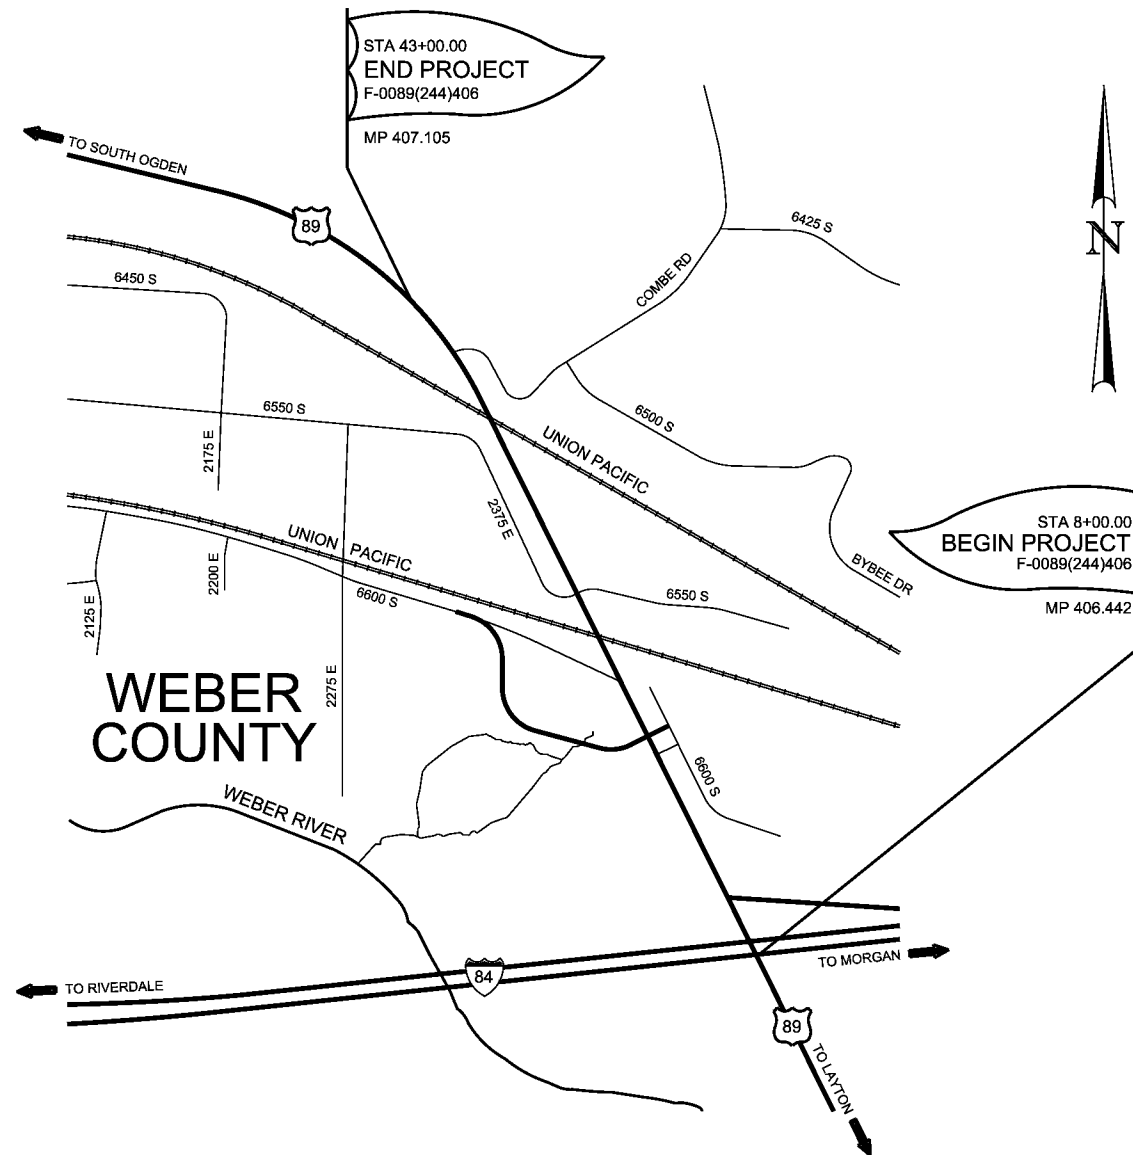 STA 43+00.00
END PROJECT
F-0089(244)406
MP 407.105
TO SOUTH OGDEN
89
6425 S
N
COMBE RD
6450 S
6550 S
6500 S
2175 E
UNION PACIFIC
2375 E
STA 8+00.00
BEGIN PROJECT
F-0089(244)406
MP 406.442
UNION PACIFIC
BYBEE DR
2200 E
6600 S
6550 S
2125 E
2275 E
WEBER
COUNTY
6600 S
WEBER RIVER
TO MORGAN
84
TO RIVERDALE
89
TO LAYTON